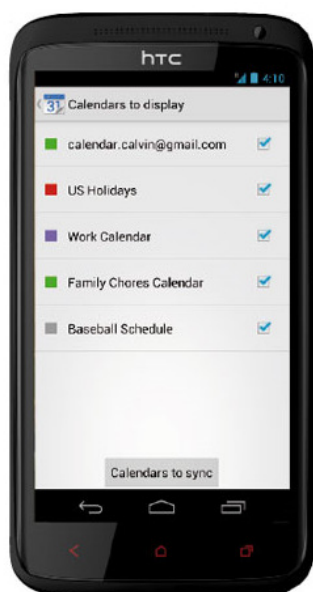 hTC
4:10
31 Calendars to display
calendar.calvin@gmail.com
US Holidays
Work Calendar
Family Chores Calendar
Baseball Schedule
Calendars to sync